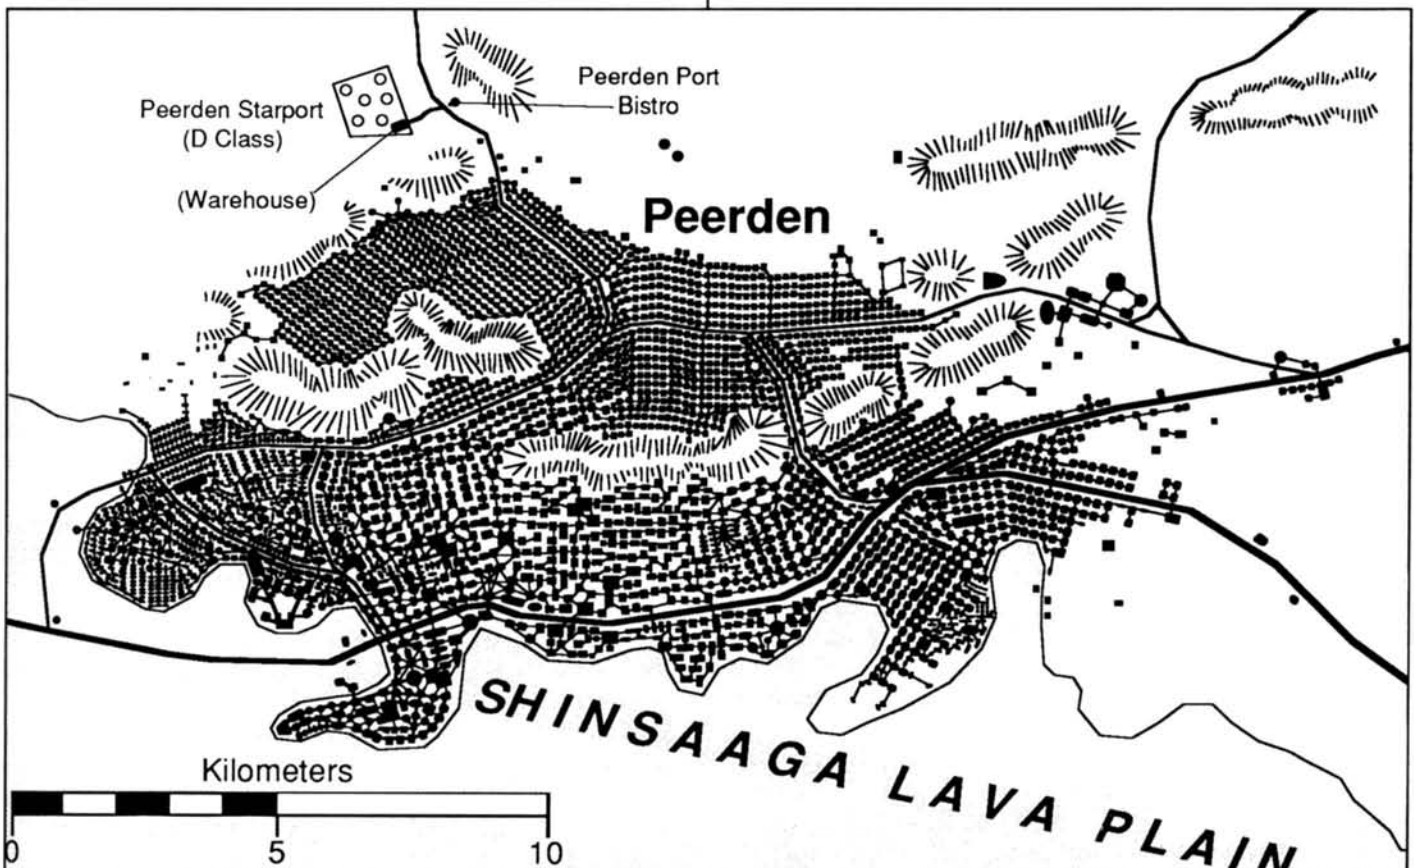 Peerden Port
Bistro
Peerden Starport
(D Class)
(Warehouse)
Peerden
SHINSAAGA LAVA PLAIN
Kilometers
0 5 10